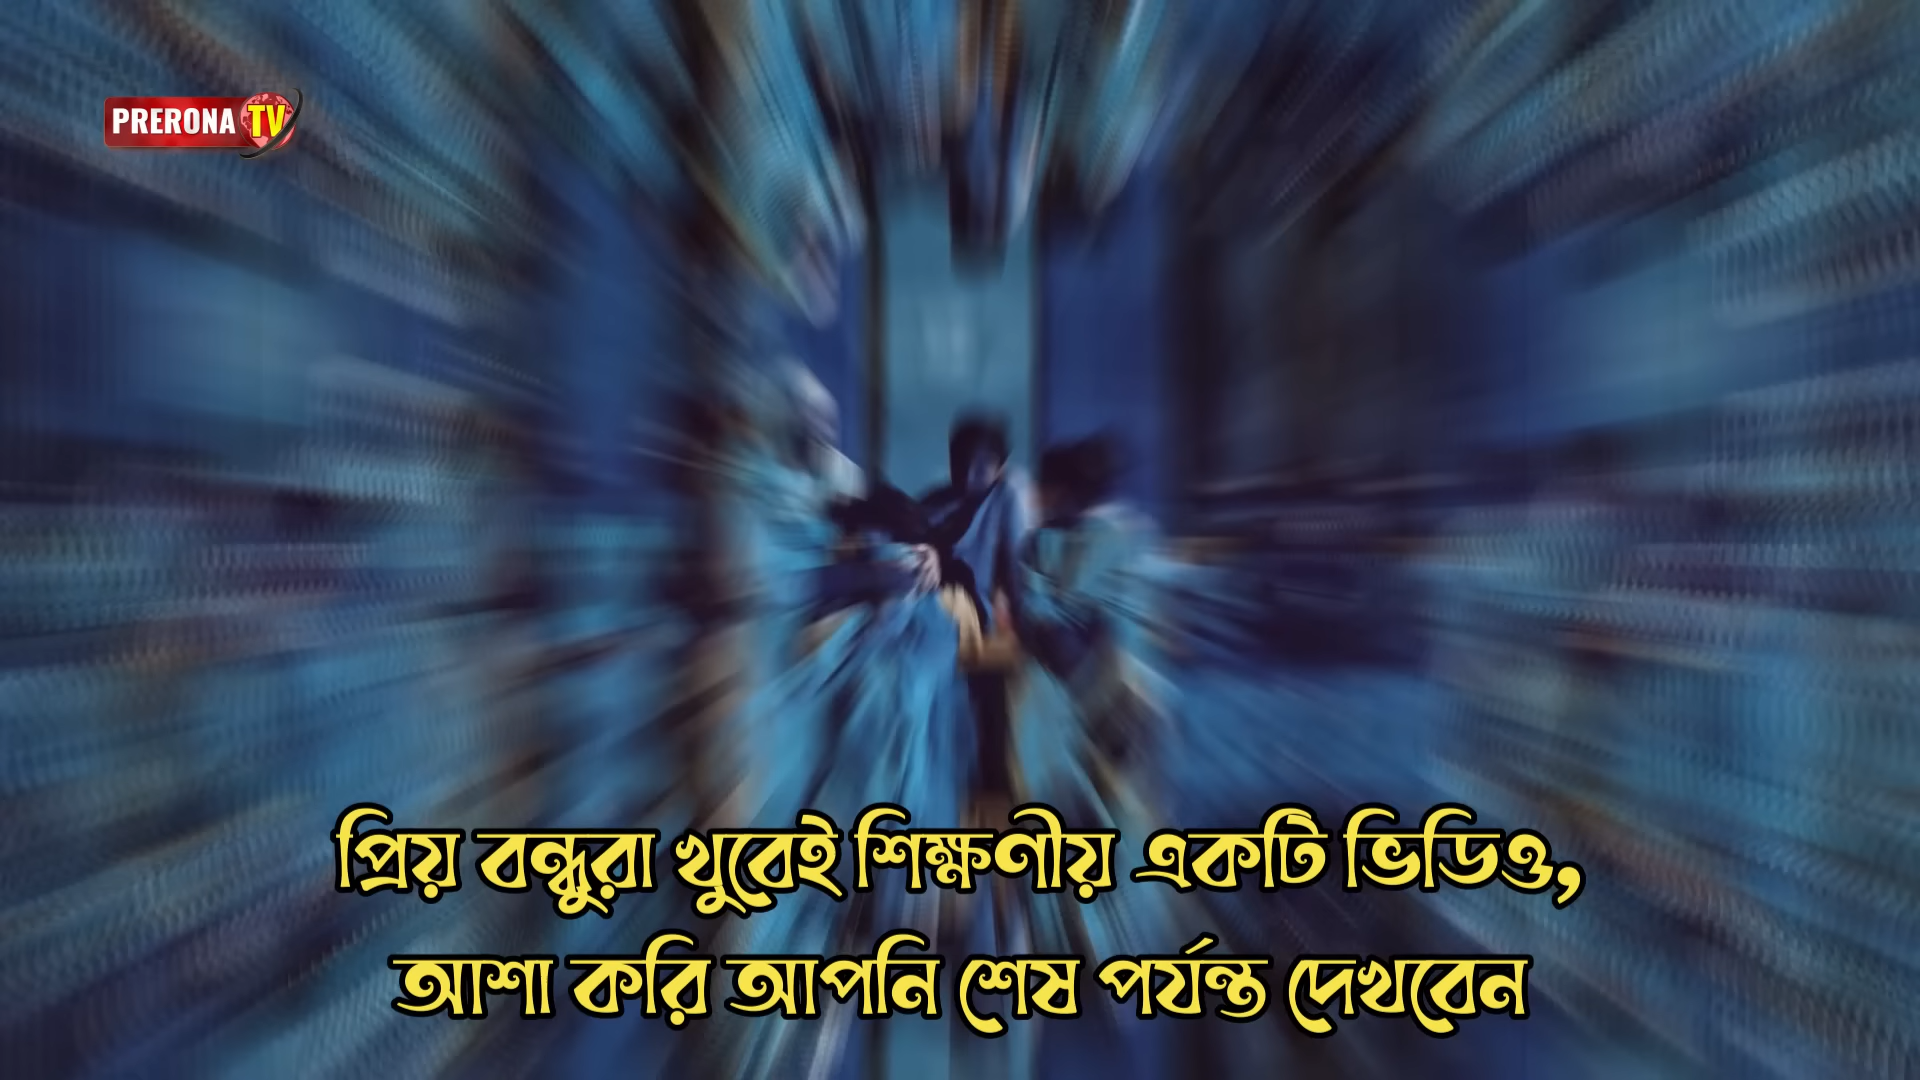 PRERONA TV
প্রিয় বন্ধুরা খুবেই শিক্ষণীয় একটি ভিডিও,
আশা করি আপনি শেষ পর্যন্ত দেখবেন